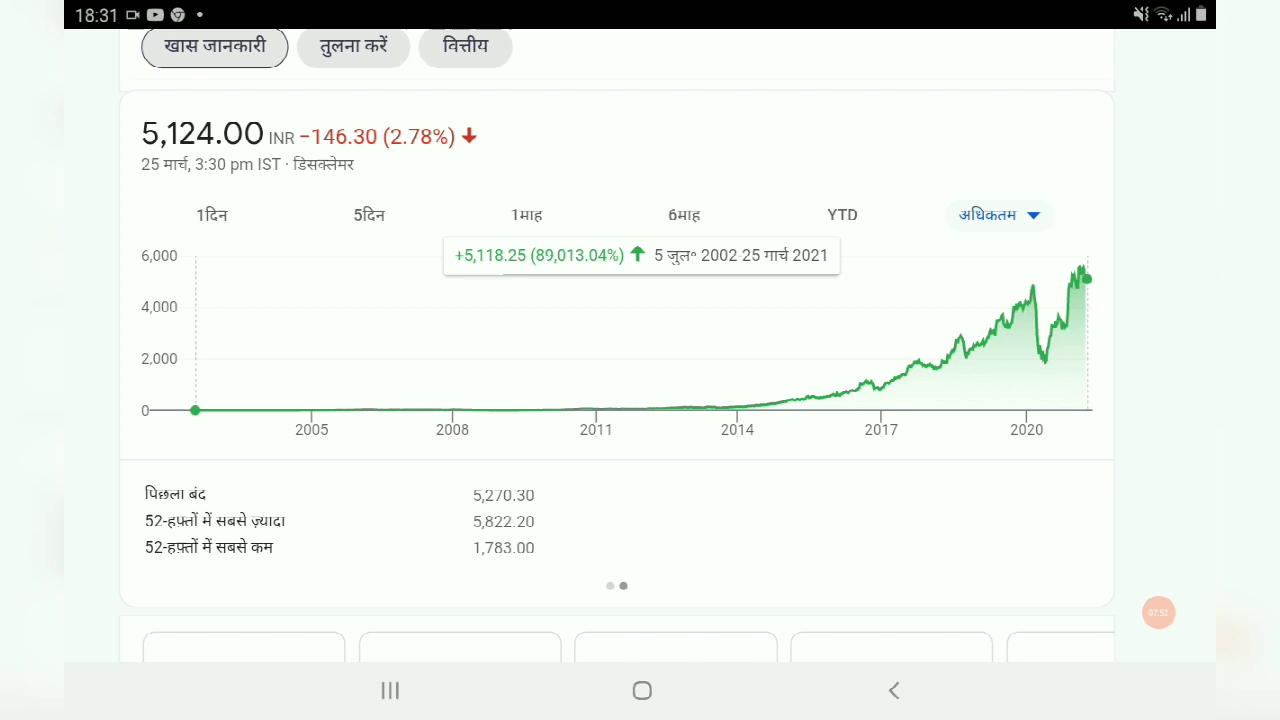 18:31
खास जानकारी तुलना करें वित्तीय
5,124.00 INR −146.30 (2.78%)
25 मार्च, 3:30 pm IST · डिसक्लेमर
1दिन 5दिन 1माह 6माह YTD अधिकतम
+5,118.25 (89,013.04%) 5 जुल॰ 2002-25 मार्च 2021
6,000
4,000
2,000
0
2005 2008 2011 2014 2017 2020
पिछला बंद 5,270.30
52-हफ़्तों में सबसे ज़्यादा 5,822.20
52-हफ़्तों में सबसे कम 1,783.00